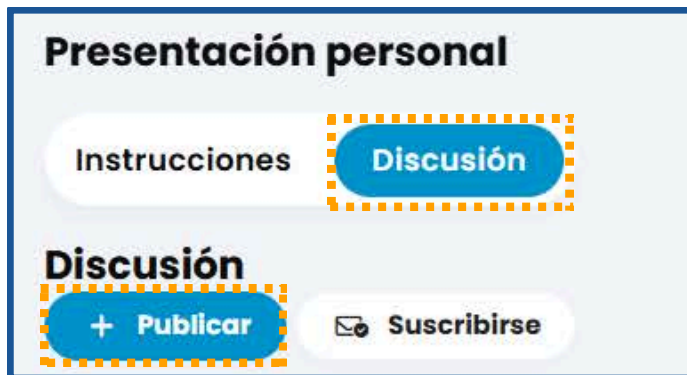 Presentación personal
Instrucciones Discusión
Discusión
+ Publicar Suscribirse